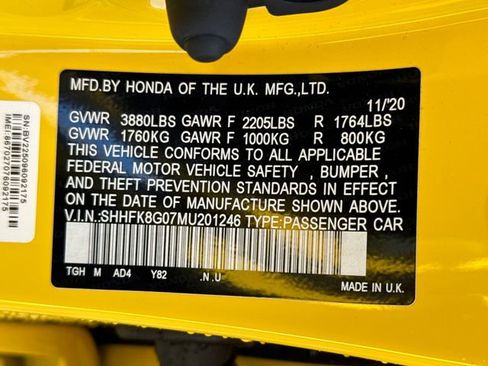 MFD.BY HONDA OF THE U.K. MFG.,LTD.
11/'20
GVWR 3880LBS GAWR F 2205LBS R 1764LBS
GVWR 1760KG GAWR F 1000KG R 800KG
THIS VEHICLE CONFORMS TO ALL APPLICABLE
FEDERAL MOTOR VEHICLE SAFETY , BUMPER ,
AND THEFT PREVENTION STANDARDS IN EFFECT
ON THE DATE OF MANUFACTURE SHOWN ABOVE
V.I.N:SHHFK8G07MU201246 TYPE:PASSENGER CAR
TGH M AD4 Y82 .N.U
MADE IN U.K.